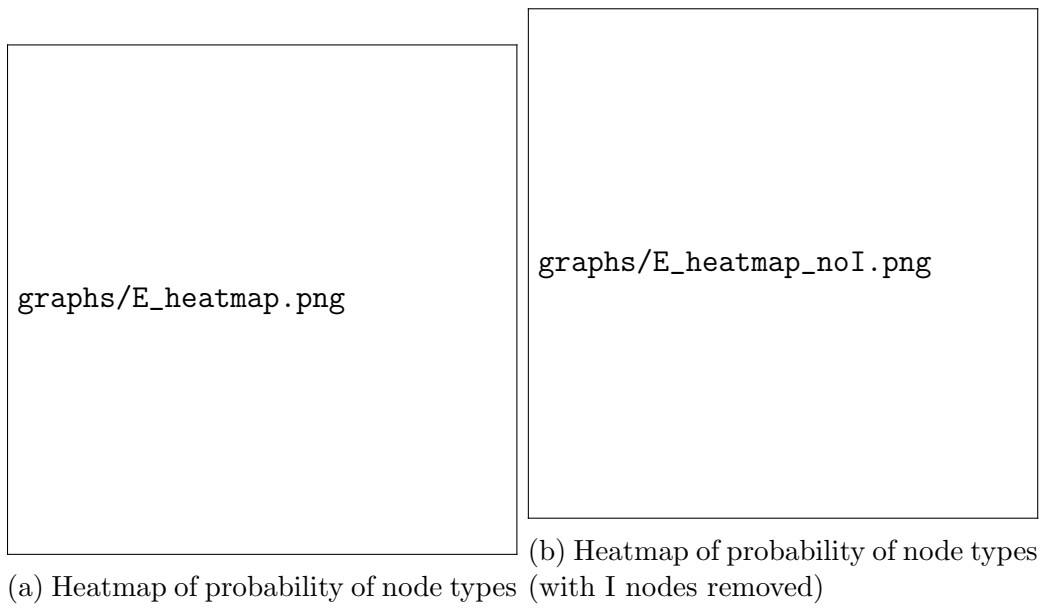 graphs/E_heatmap.png
(a) Heatmap of probability of node types
graphs/E_heatmap_noI.png
(b) Heatmap of probability of node types
(with I nodes removed)